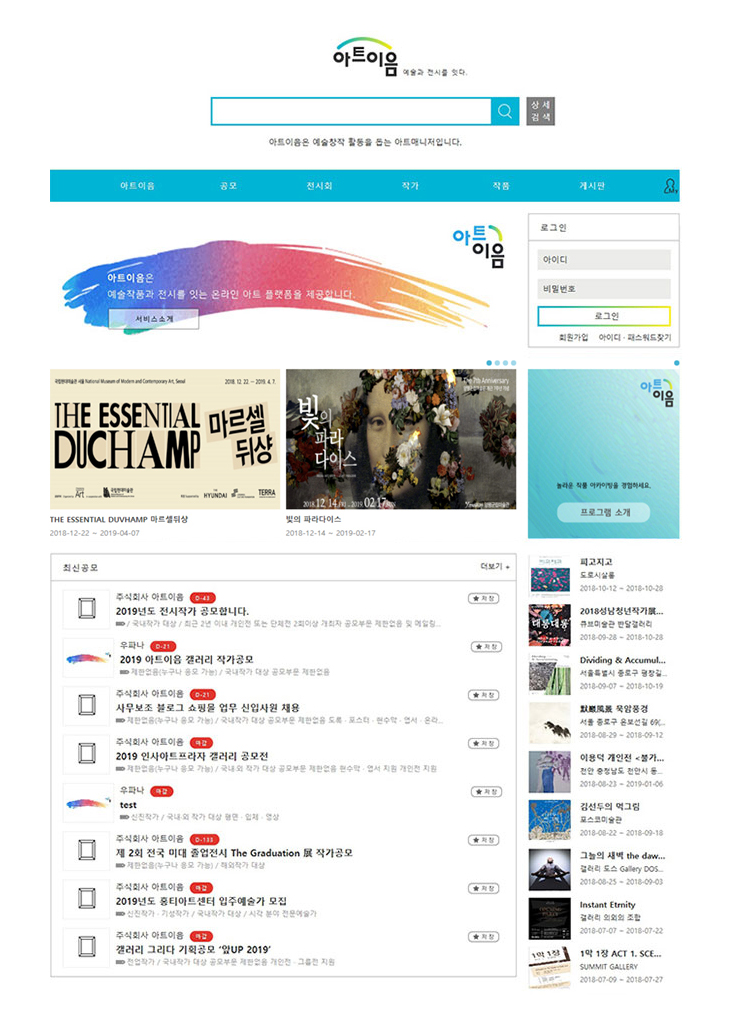 아트이음 예술과 전시를 잇다.
상세
검색
아트이음은 예술창작 활동을 돕는 아트매니저입니다.
아트이음 공모 전시회 작가 작품 게시판 MY
아트이음은
예술작품과 전시를 잇는 온라인 아트 플랫폼을 제공합니다.
서비스소개
아트
이음
로그인
아이디
비밀번호
로그인
회원가입 아이디 · 패스워드찾기
국립현대미술관 서울 National Museum of Modern and Contemporary Art, Seoul 2018. 12. 22. – 2019. 4. 7.
THE ESSENTIAL
DUCHAMP
마르셀
뒤샹
Art 국립현대미술관 HYUNDAI TERRA
THE ESSENTIAL DUVHAMP 마르셀뒤샹
2018-12-22 ~ 2019-04-07
The 7th Anniversary
빛의
파라
다이스
2018.12.14.FRI - 2019.02.17
빛의 파라다이스
2018-12-14 ~ 2019-02-17
아트
이음
놀라운 작품 아카이빙을 경험하세요.
프로그램 소개
최신공모 더보기 +
주식회사 아트이음 D-43 ★ 저장
2019년도 전시작가 공모합니다.
/ 국내작가 대상 / 최근 2년 이내 개인전 또는 단체전 2회이상 개최자 공모부문 제한없음 및 메일링...
우파나 D-21 ★ 저장
2019 아트이음 갤러리 작가공모
제한없음(누구나 응모 가능) / 국내작가 대상 공모부문 제한없음
주식회사 아트이음 D-21 ★ 저장
사무보조 블로그 쇼핑몰 업무 신입사원 채용
제한없음(누구나 응모 가능) / 국내작가 대상 공모부문 제한없음 도록 · 포스터 · 현수막 · 엽서 · 온라...
주식회사 아트이음 마감 ★ 저장
2019 인사아트프라자 갤러리 공모전
제한없음(누구나 응모 가능) / 국내·외 작가 대상 공모부문 제한없음 현수막 · 엽서 지원 개인전 지원
우파나 마감 ★ 저장
test
신진작가 / 국내·외 작가 대상 평면 · 입체 · 영상
주식회사 아트이음 D-133 ★ 저장
제 2회 전국 미대 졸업전시 The Graduation 展 작가공모
제한없음(누구나 응모 가능) / 해외작가 대상
주식회사 아트이음 마감 ★ 저장
2019년도 홍티아트센터 입주예술가 모집
신진작가 · 기성작가 / 국내작가 대상 / 시각 분야 전문예술가
주식회사 아트이음 마감 ★ 저장
갤러리 그리다 기획공모 '앞UP 2019'
전업작가 / 국내작가 대상 공모부문 제한없음 개인전 · 그룹전 지원
피고지고
도로시살롱
2018-10-12 ~ 2018-10-28
대롱대롱
2018성남청년작가展...
큐브미술관 반달갤러리
2018-09-28 ~ 2018-10-28
Dividing & Accumul...
서울특별시 종로구 평창길...
2018-09-07 ~ 2018-10-19
默巖風景 묵암풍경
서울 종로구 윤보선길 69(...
2018-08-29 ~ 2018-09-12
이용덕 개인전 <불가...
천안 충청남도 천안시 동...
2018-08-23 ~ 2019-01-06
김선두의 먹그림
포스코미술관
2018-08-22 ~ 2018-09-18
그늘의 새벽 the daw...
갤러리 도스 Gallery DOS...
2018-08-25 ~ 2018-09-03
Instant Etrnity
갤러리 의외의 조합
2018-07-07 ~ 2018-07-22
1막 1장
1막 1장 ACT 1. SCE...
SUMMIT GALLERY
2018-07-09 ~ 2018-07-27